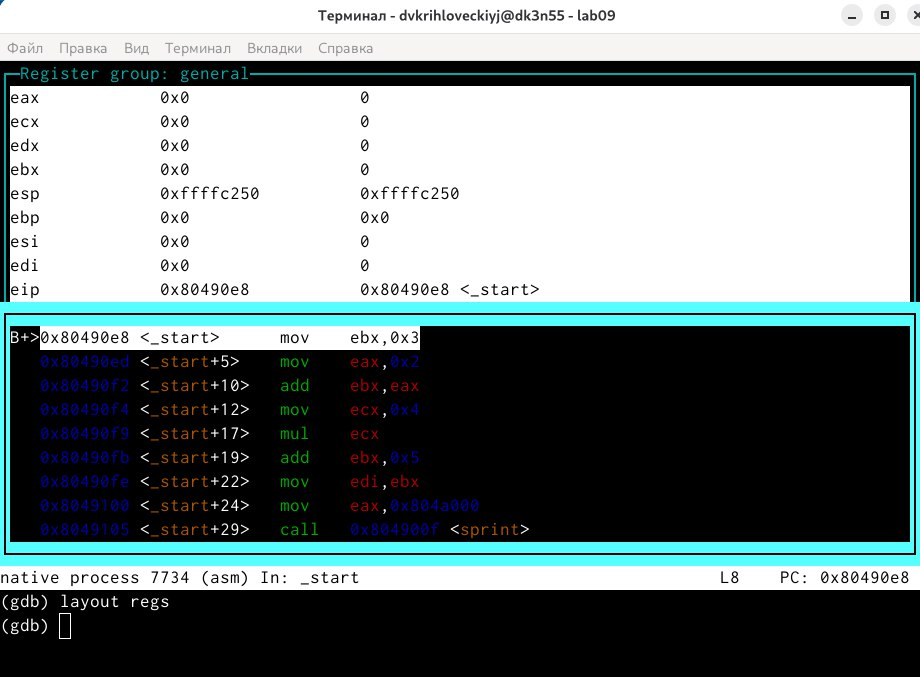 Терминал - dvkrihloveckiyj@dk3n55 - lab09
Файл Правка Вид Терминал Вкладки Справка
Register group: general
eax 0x0 0
ecx 0x0 0
edx 0x0 0
ebx 0x0 0
esp 0xffffc250 0xffffc250
ebp 0x0 0x0
esi 0x0 0
edi 0x0 0
eip 0x80490e8 0x80490e8 <_start>
B+>0x80490e8 <_start> mov ebx,0x3
0x80490ed <_start+5> mov eax,0x2
0x80490f2 <_start+10> add ebx,eax
0x80490f4 <_start+12> mov ecx,0x4
0x80490f9 <_start+17> mul ecx
0x80490fb <_start+19> add ebx,0x5
0x80490fe <_start+22> mov edi,ebx
0x8049100 <_start+24> mov eax,0x804a000
0x8049105 <_start+29> call 0x804900f <sprint>
native process 7734 (asm) In: _start L8 PC: 0x80490e8
(gdb) layout regs
(gdb)